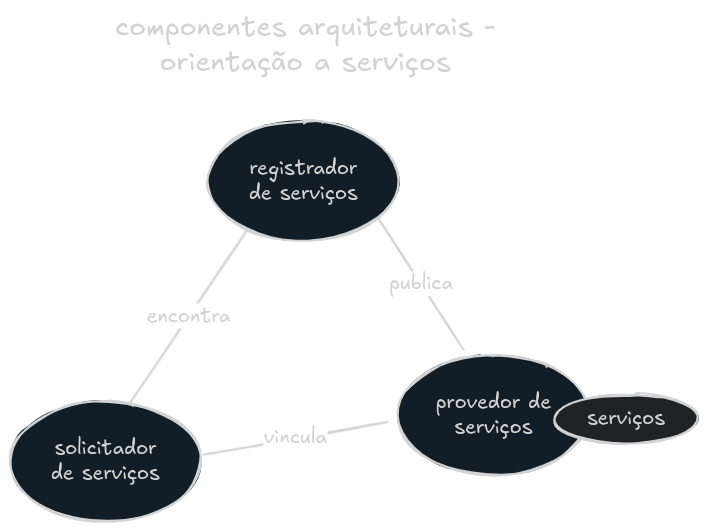 componentes arquiteturais -
orientação a serviços
registrador
de serviços
publica
encontra
provedor de
serviços
serviços
vincula
solicitador
de serviços